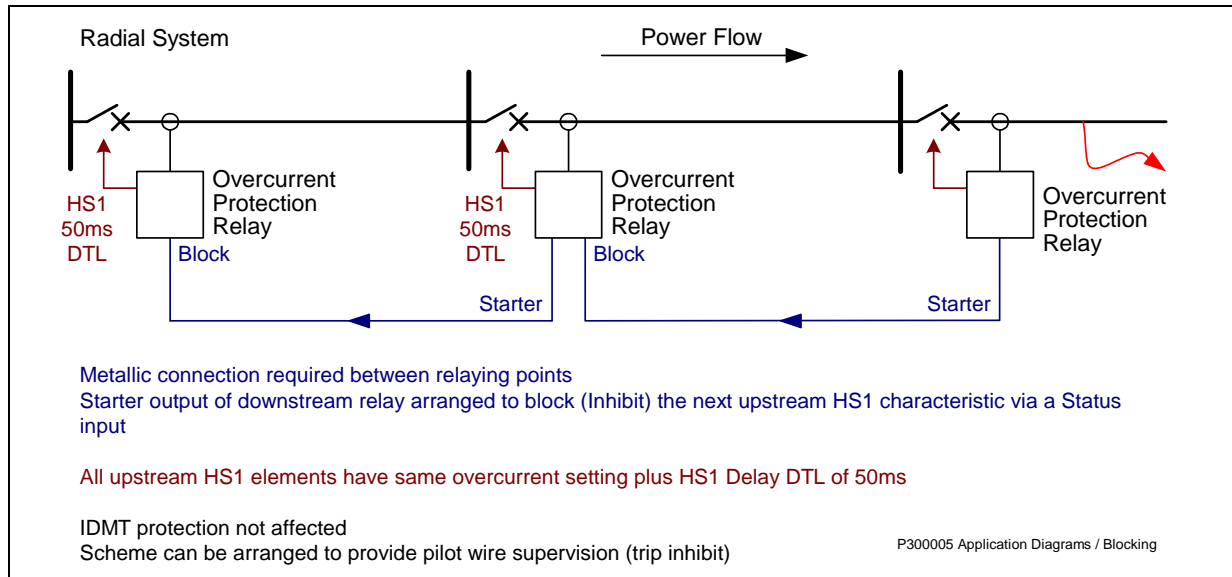 Radial System
Power Flow
HS1
50ms
DTL
Overcurrent
Protection
Relay
Block
Starter
HS1
50ms
DTL
Overcurrent
Protection
Relay
Block
Starter
Overcurrent
Protection
Relay
Metallic connection required between relaying points
Starter output of downstream relay arranged to block (Inhibit) the next upstream HS1 characteristic via a Status
input
All upstream HS1 elements have same overcurrent setting plus HS1 Delay DTL of 50ms
IDMT protection not affected
Scheme can be arranged to provide pilot wire supervision (trip inhibit)
P300005 Application Diagrams / Blocking